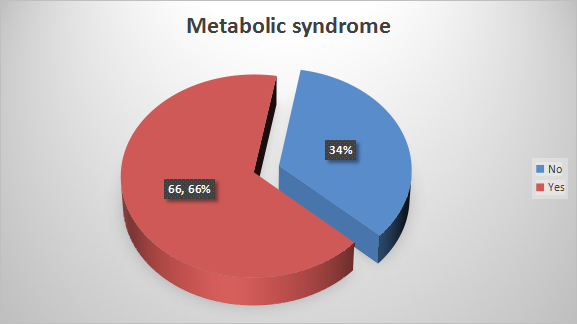 Metabolic syndrome
34%
66, 66%
No
Yes